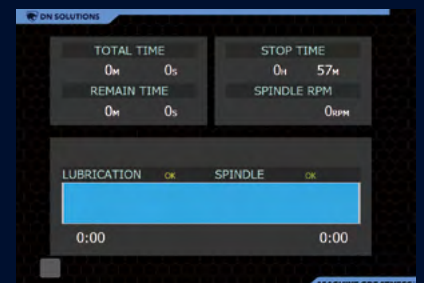 DN SOLUTIONS
TOTAL TIME
0M 0S
REMAIN TIME
0M 0S
STOP TIME
0H 57M
SPINDLE RPM
0RPM
LUBRICATION OK SPINDLE OK
0:00 0:00